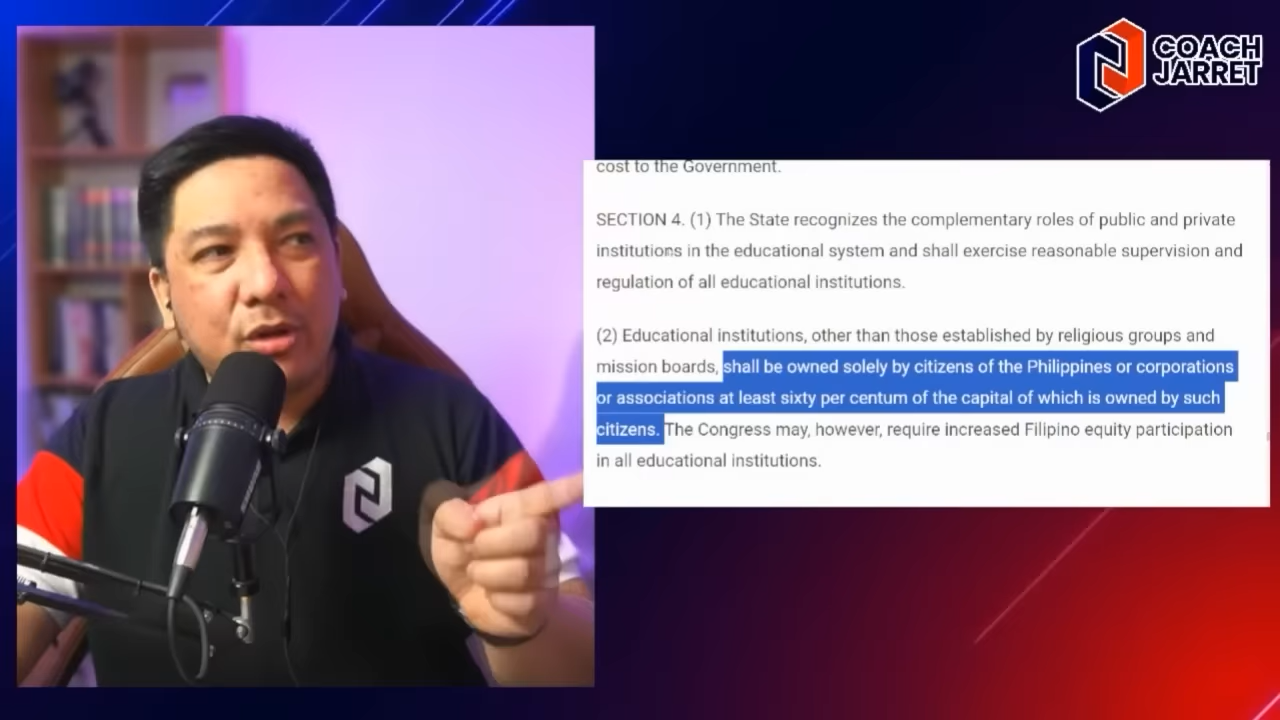 COACH
JARRET
cost to the Government.
SECTION 4. (1) The State recognizes the complementary roles of public and private
institutions in the educational system and shall exercise reasonable supervision and
regulation of all educational institutions.
(2) Educational institutions, other than those established by religious groups and
mission boards, shall be owned solely by citizens of the Philippines or corporations
or associations at least sixty per centum of the capital of which is owned by such
citizens. The Congress may, however, require increased Filipino equity participation
in all educational institutions.